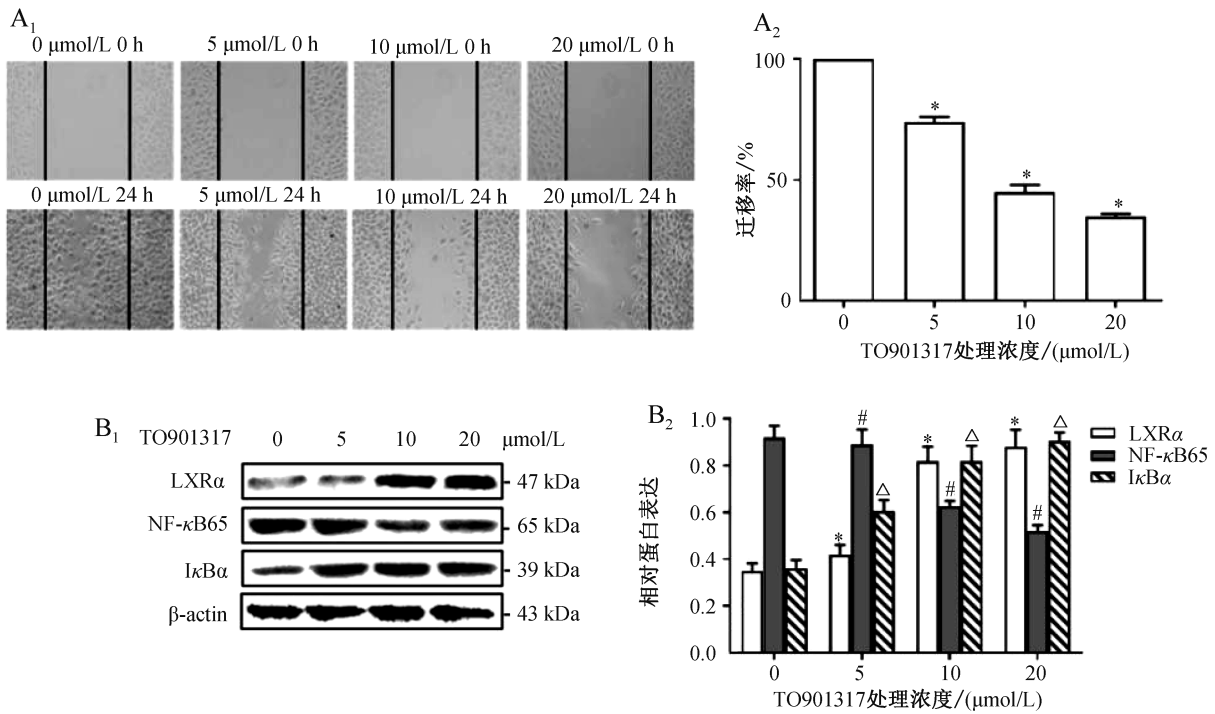 A1
0 μmol/L 0 h 5 μmol/L 0 h 10 μmol/L 0 h 20 μmol/L 0 h
0 μmol/L 24 h 5 μmol/L 24 h 10 μmol/L 24 h 20 μmol/L 24 h
A2
100
50
0
迁移率/%
* * *
0 5 10 20
TO901317处理浓度/(μmol/L)
B1
TO901317 0 5 10 20 μmol/L
LXRα 47 kDa
NF-κB65 65 kDa
IκBα 39 kDa
β-actin 43 kDa
B2
1.0
0.8
0.6
0.4
0.2
0.0
相对蛋白表达
* # △ * # △ * # △
LXRα
NF-κB65
IκBα
0 5 10 20
TO901317处理浓度/(μmol/L)